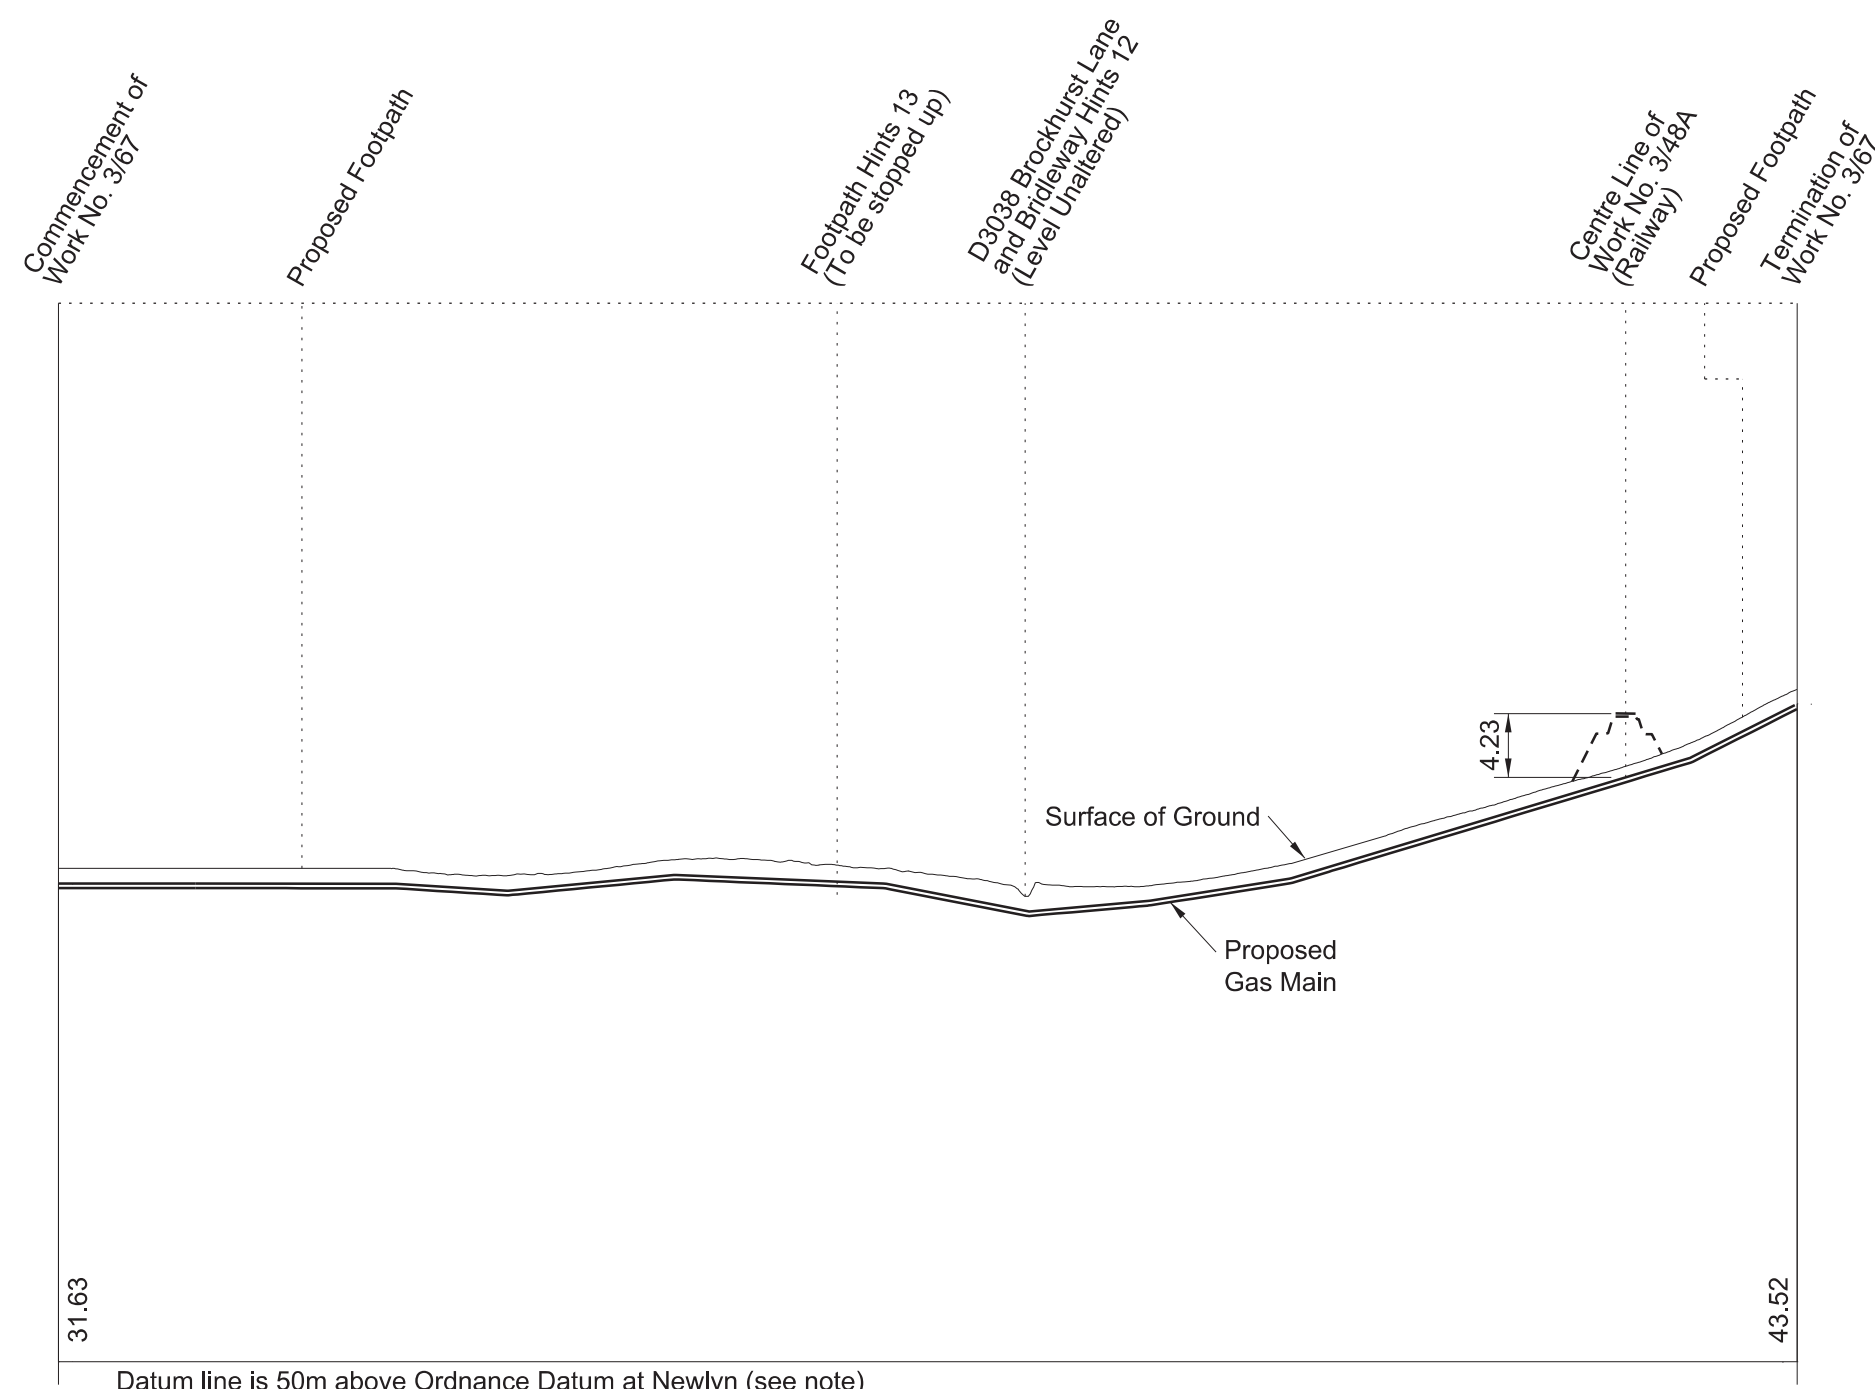 Commencement of
Work No. 3/67
Proposed Footpath
Footpath Hints 13
(To be stopped up)
D3038 Brockhurst Lane
and Bridleway Hints 12
(Level Unaltered)
Centre Line of
Work No. 3/48A
(Railway)
Proposed Footpath
Termination of
Work No. 3/67
4.23
Surface of Ground
Proposed
Gas Main
31.63
43.52
Datum line is 50m above Ordnance Datum at Newlyn (see note)